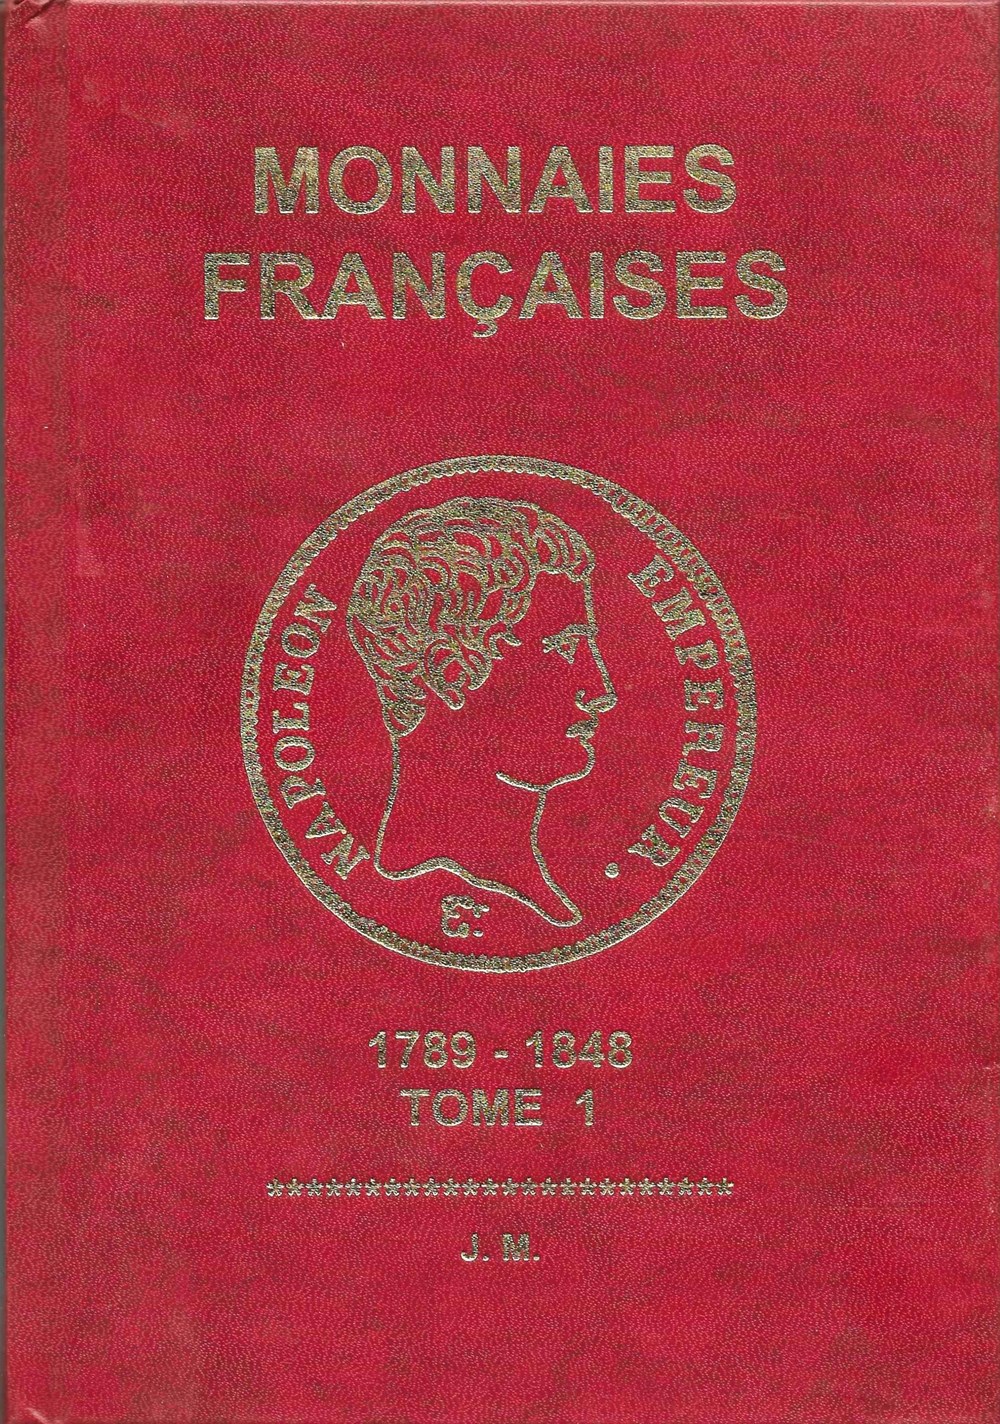 MONNAIES
FRANÇAISES
NAPOLEON
EMPEREUR.
1789 - 1848
TOME 1
************************
J. M.